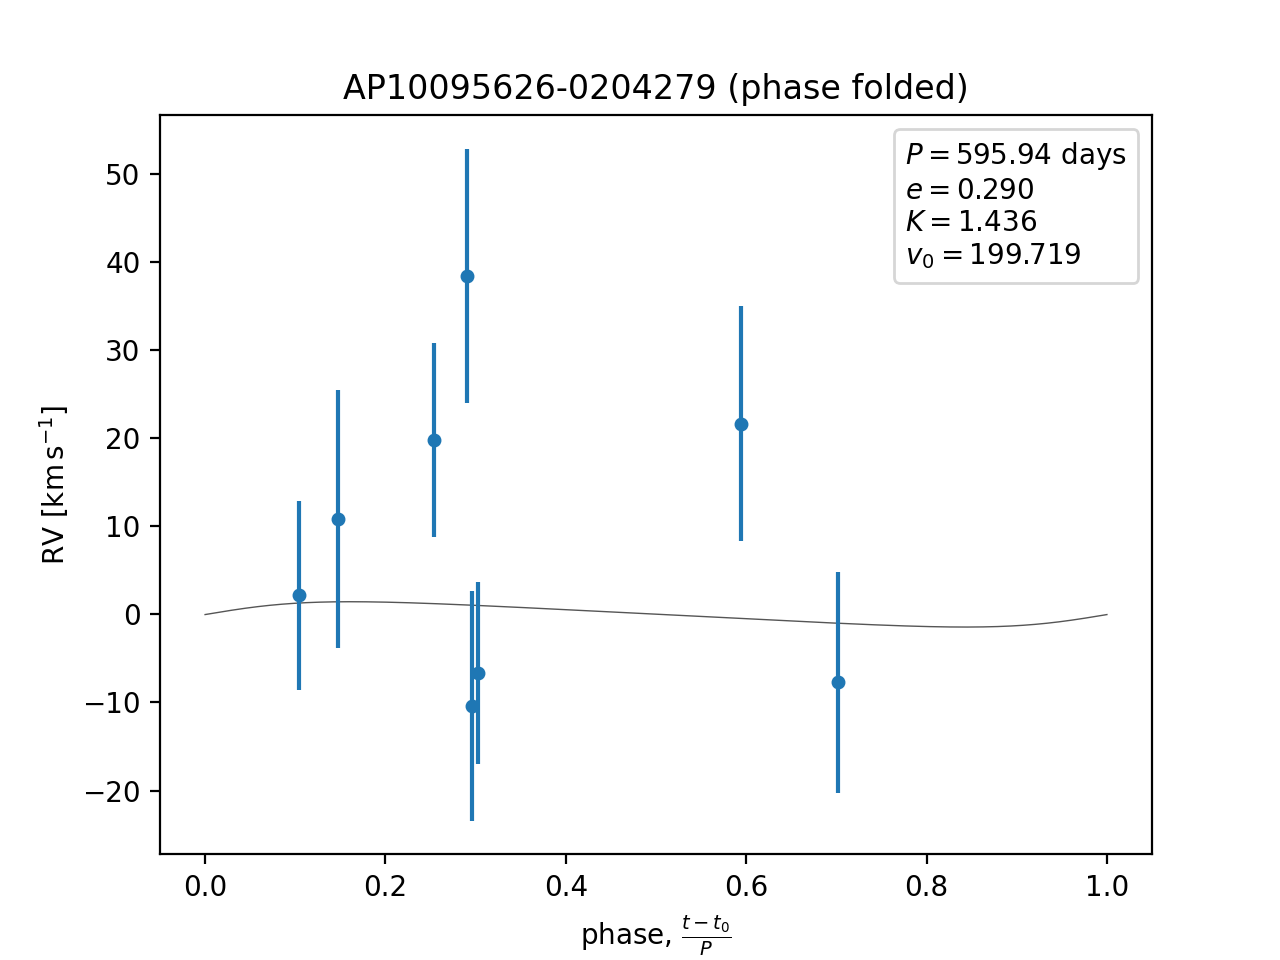 AP10095626-0204279 (phase folded)
P = 595.94 days
e = 0.290
K = 1.436
v₀ = 199.719
RV [km s⁻¹]
50
40
30
20
10
0
−10
−20
0.0 0.2 0.4 0.6 0.8 1.0
phase, (t − t₀)/P